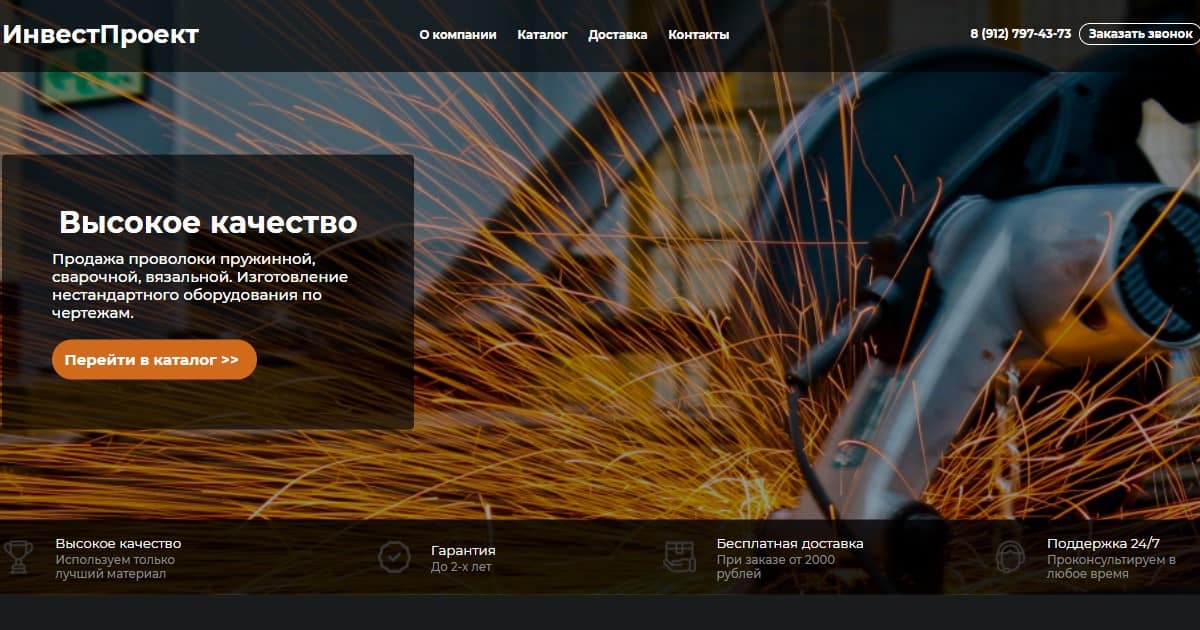 ИнвестПроект
О компании Каталог Доставка Контакты
8 (912) 797-43-73 Заказать звонок
Высокое качество
Продажа проволоки пружинной,
сварочной, вязальной. Изготовление
нестандартного оборудования по
чертежам.
Перейти в каталог >>
Высокое качество
Используем только
лучший материал
Гарантия
До 2-х лет
Бесплатная доставка
При заказе от 2000
рублей
Поддержка 24/7
Проконсультируем в
любое время